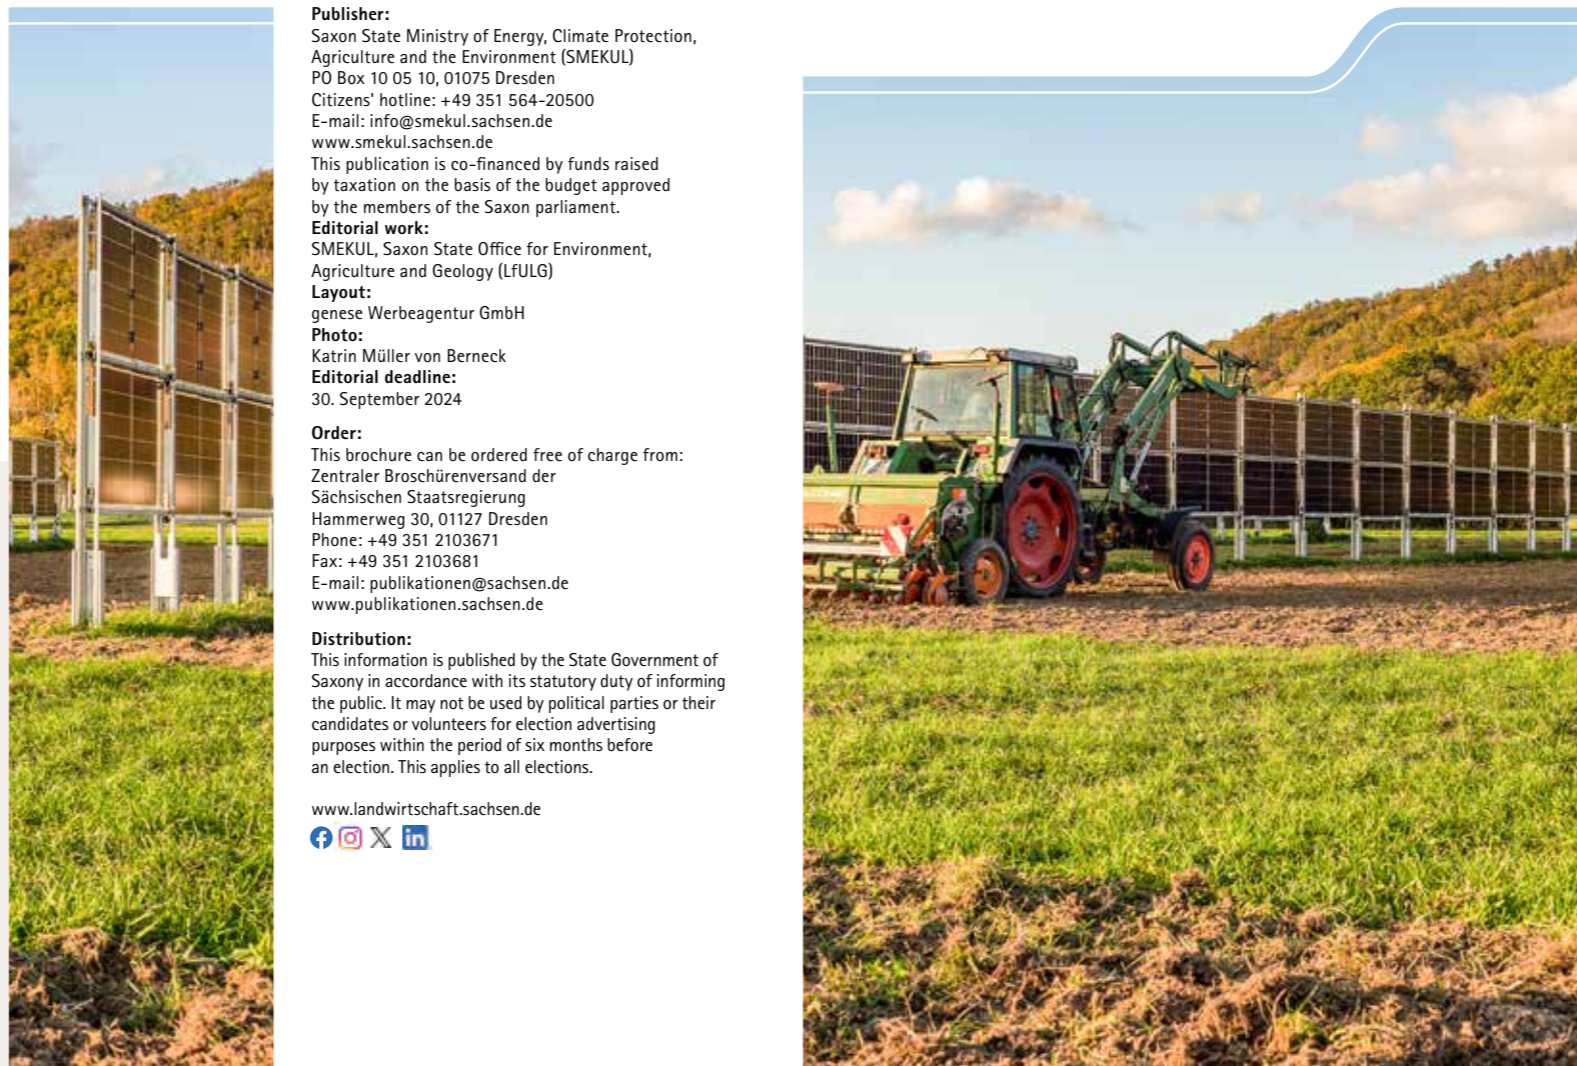 Publisher:
Saxon State Ministry of Energy, Climate Protection,
Agriculture and the Environment (SMEKUL)
PO Box 10 05 10, 01075 Dresden
Citizens' hotline: +49 351 564-20500
E-mail: info@smekul.sachsen.de
www.smekul.sachsen.de
This publication is co-financed by funds raised
by taxation on the basis of the budget approved
by the members of the Saxon parliament.
Editorial work:
SMEKUL, Saxon State Office for Environment,
Agriculture and Geology (LfULG)
Layout:
genese Werbeagentur GmbH
Photo:
Katrin Müller von Berneck
Editorial deadline:
30. September 2024
Order:
This brochure can be ordered free of charge from:
Zentraler Broschürenversand der
Sächsischen Staatsregierung
Hammerweg 30, 01127 Dresden
Phone: +49 351 2103671
Fax: +49 351 2103681
E-mail: publikationen@sachsen.de
www.publikationen.sachsen.de
Distribution:
This information is published by the State Government of
Saxony in accordance with its statutory duty of informing
the public. It may not be used by political parties or their
candidates or volunteers for election advertising
purposes within the period of six months before
an election. This applies to all elections.
www.landwirtschaft.sachsen.de
in